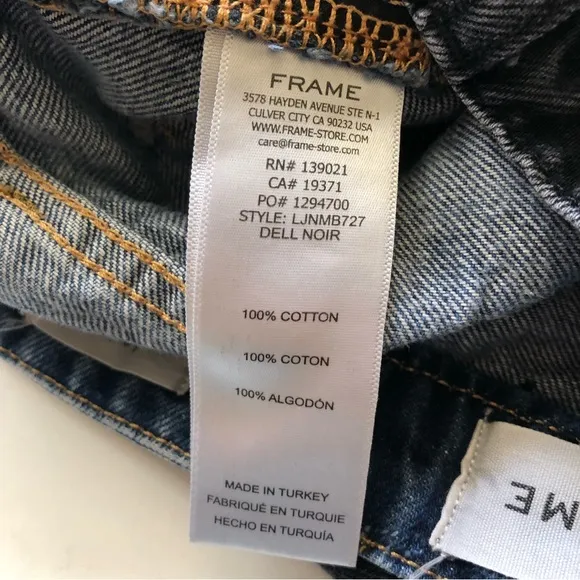 FRAME
3578 HAYDEN AVENUE STE N-1
CULVER CITY CA 90232 USA
WWW.FRAME-STORE.COM
care@frame-store.com
RN# 139021
CA# 19371
PO# 1294700
STYLE: LJNMB727
DELL NOIR
100% COTTON
100% COTON
100% ALGODÓN
MADE IN TURKEY
FABRIQUÉ EN TURQUIE
HECHO EN TURQUÍA
ME